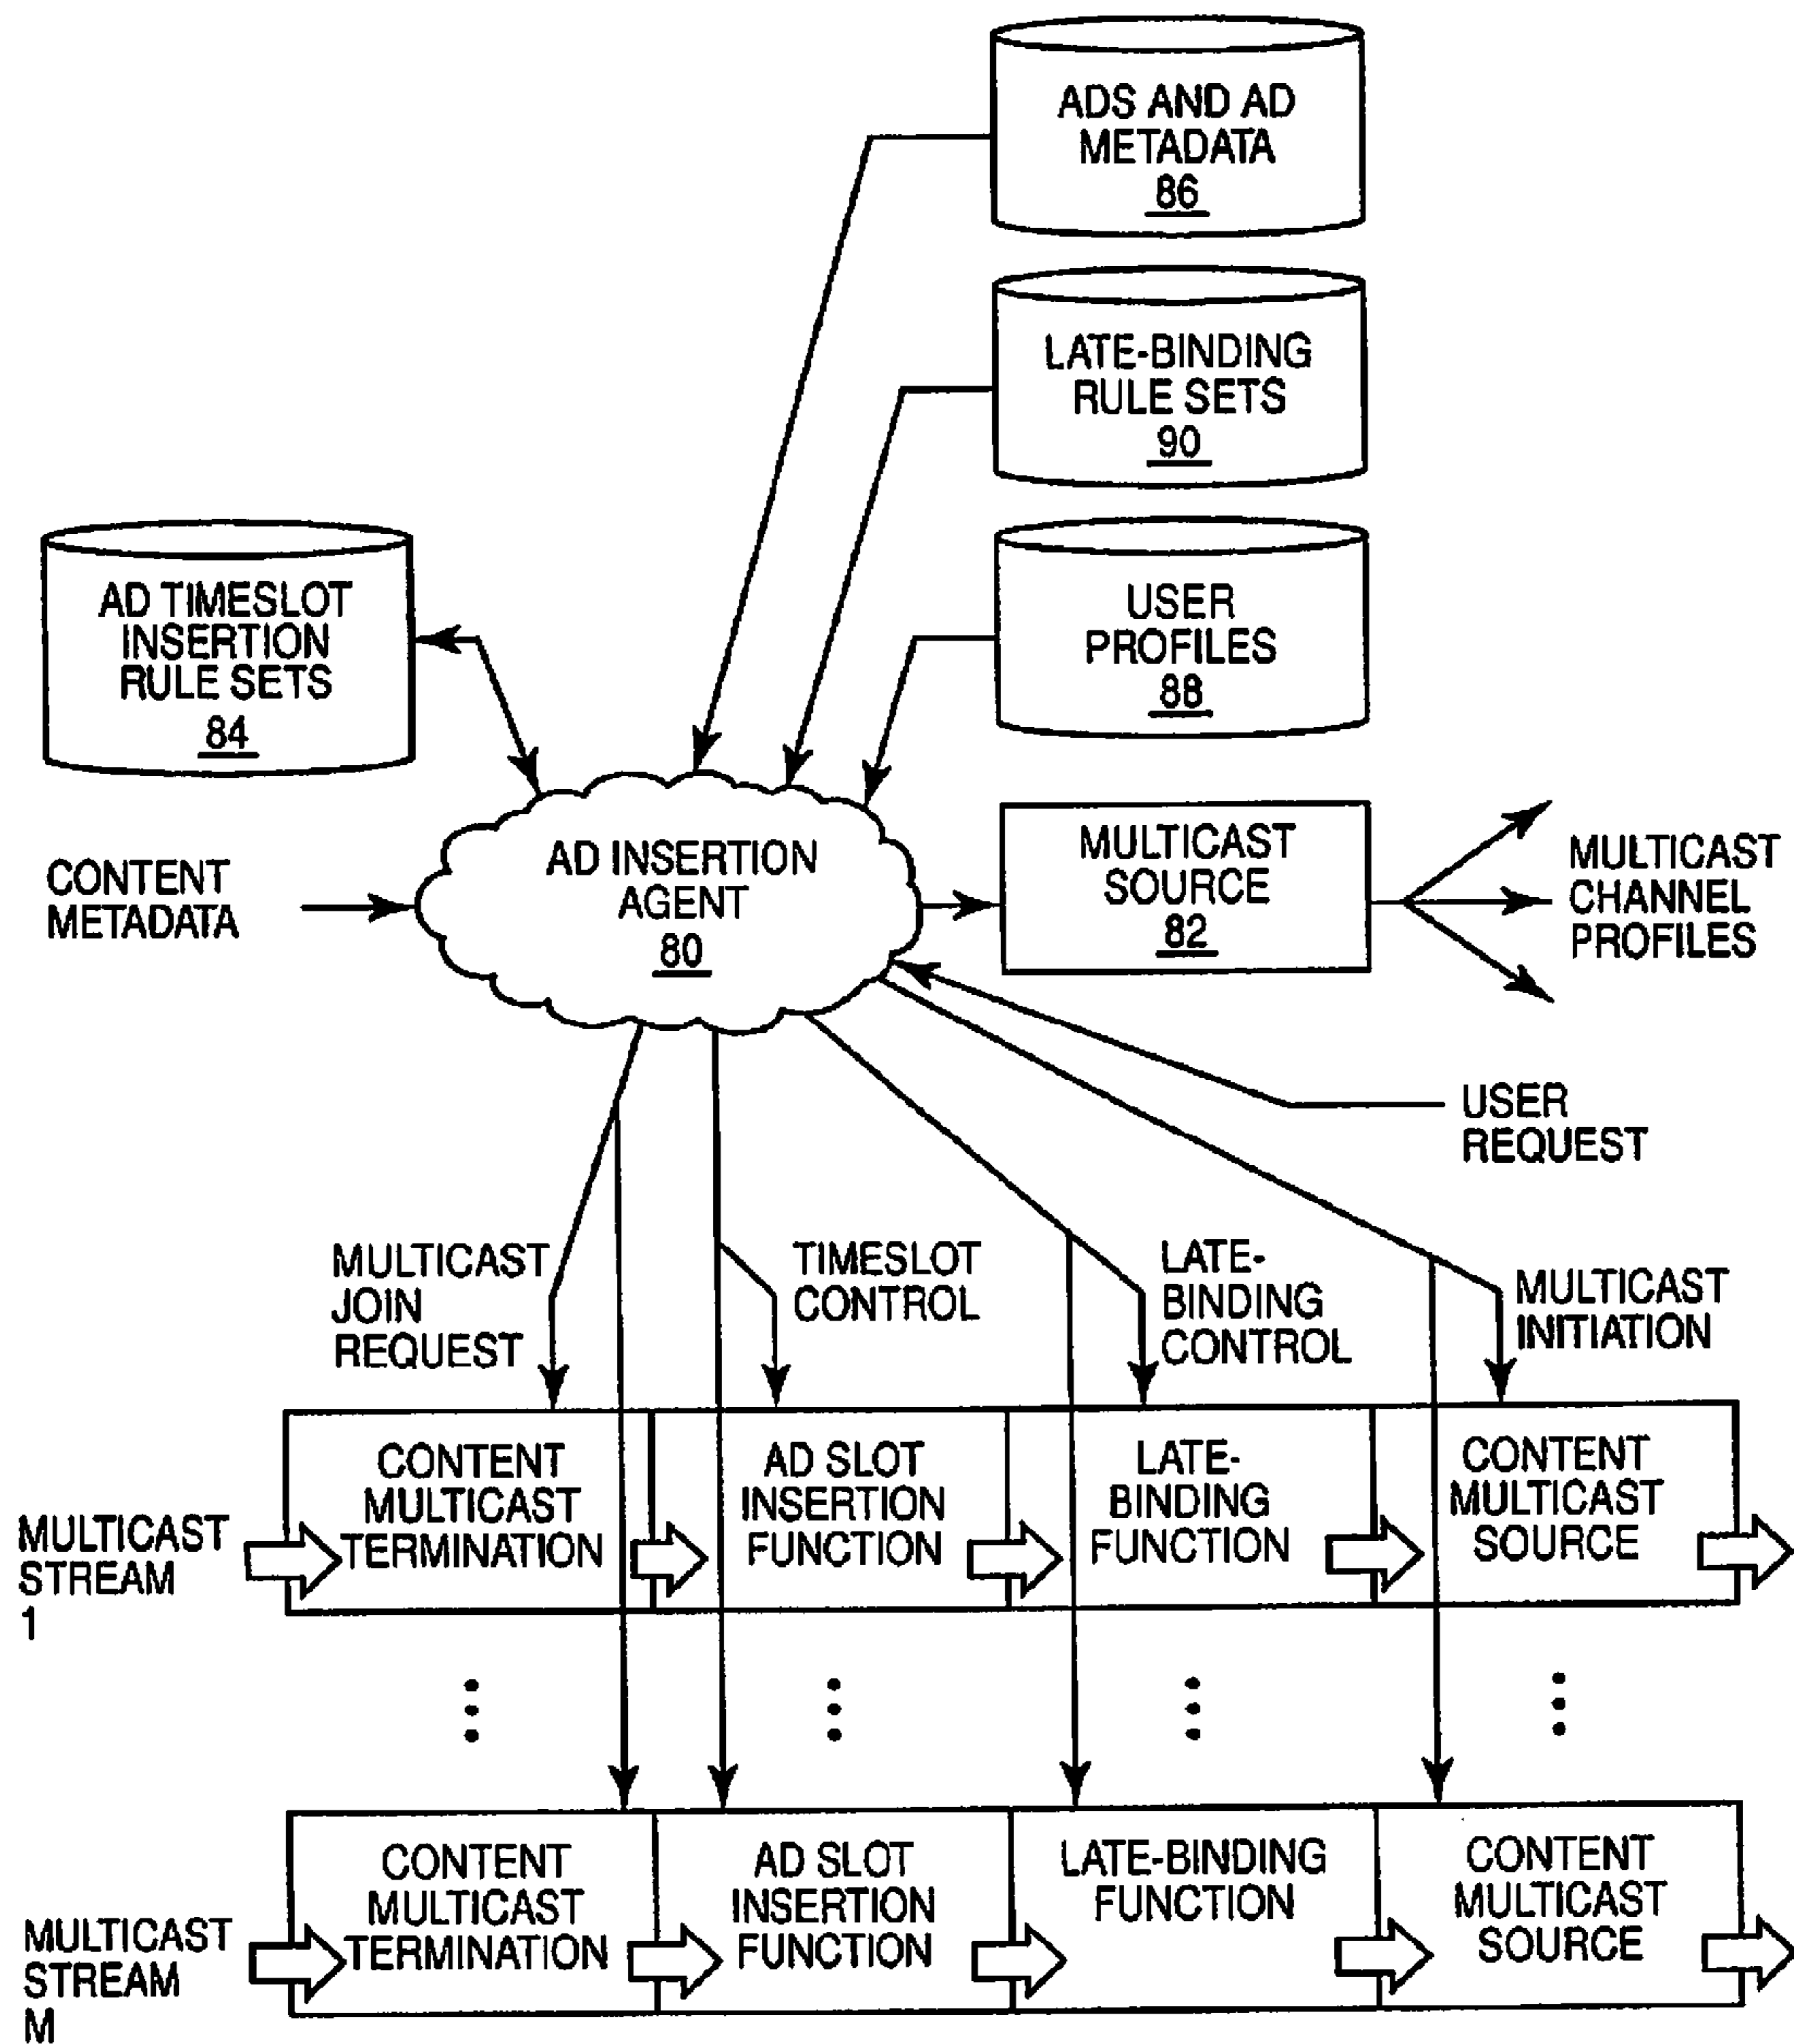 ADS AND AD
METADATA
86
LATE-BINDING
RULE SETS
90
AD TIMESLOT
INSERTION
RULE SETS
84
USER
PROFILES
88
CONTENT
METADATA
AD INSERTION
AGENT
80
MULTICAST
SOURCE
82
MULTICAST
CHANNEL
PROFILES
USER
REQUEST
MULTICAST
JOIN
REQUEST
TIMESLOT
CONTROL
LATE-
BINDING
CONTROL
MULTICAST
INITIATION
MULTICAST
STREAM
1
CONTENT
MULTICAST
TERMINATION
AD SLOT
INSERTION
FUNCTION
LATE-
BINDING
FUNCTION
CONTENT
MULTICAST
SOURCE
MULTICAST
STREAM
M
CONTENT
MULTICAST
TERMINATION
AD SLOT
INSERTION
FUNCTION
LATE-BINDING
FUNCTION
CONTENT
MULTICAST
SOURCE